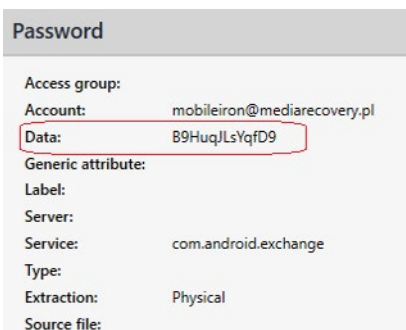 Password
Access group:
Account: mobileiron@mediarecovery.pl
Data: B9HuqJLsYqfD9
Generic attribute:
Label:
Server:
Service: com.android.exchange
Type:
Extraction: Physical
Source file: